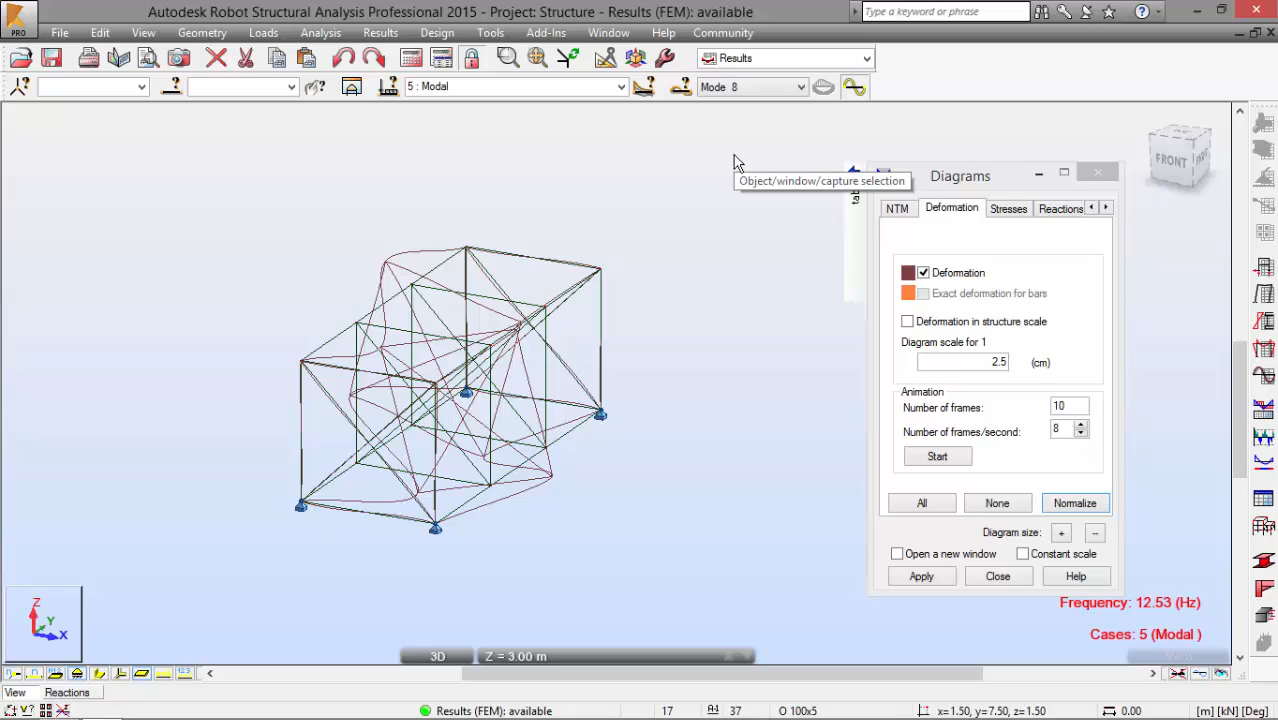 Autodesk Robot Structural Analysis Professional 2015 - Project: Structure - Results (FEM): available
Type a keyword or phrase
PRO
File Edit View Geometry Loads Analysis Results Design Tools Add-Ins Window Help Community
Results
5 : Modal
Mode 8
Object/window/capture selection
FRONT
Diagrams
NTM Deformation Stresses Reactions
Deformation
Exact deformation for bars
Deformation in structure scale
Diagram scale for 1
2.5 (cm)
Animation
Number of frames: 10
Number of frames/second: 8
Start
All None Normalize
Diagram size: + -
Open a new window Constant scale
Apply Close Help
Frequency: 12.53 (Hz)
Cases: 5 (Modal )
Z
Y
X
3D Z = 3.00 m
View Reactions
Results (FEM): available 17 37 O 100x5 x=1.50, y=7.50, z=1.50 0.00 [m] [kN] [Deg]